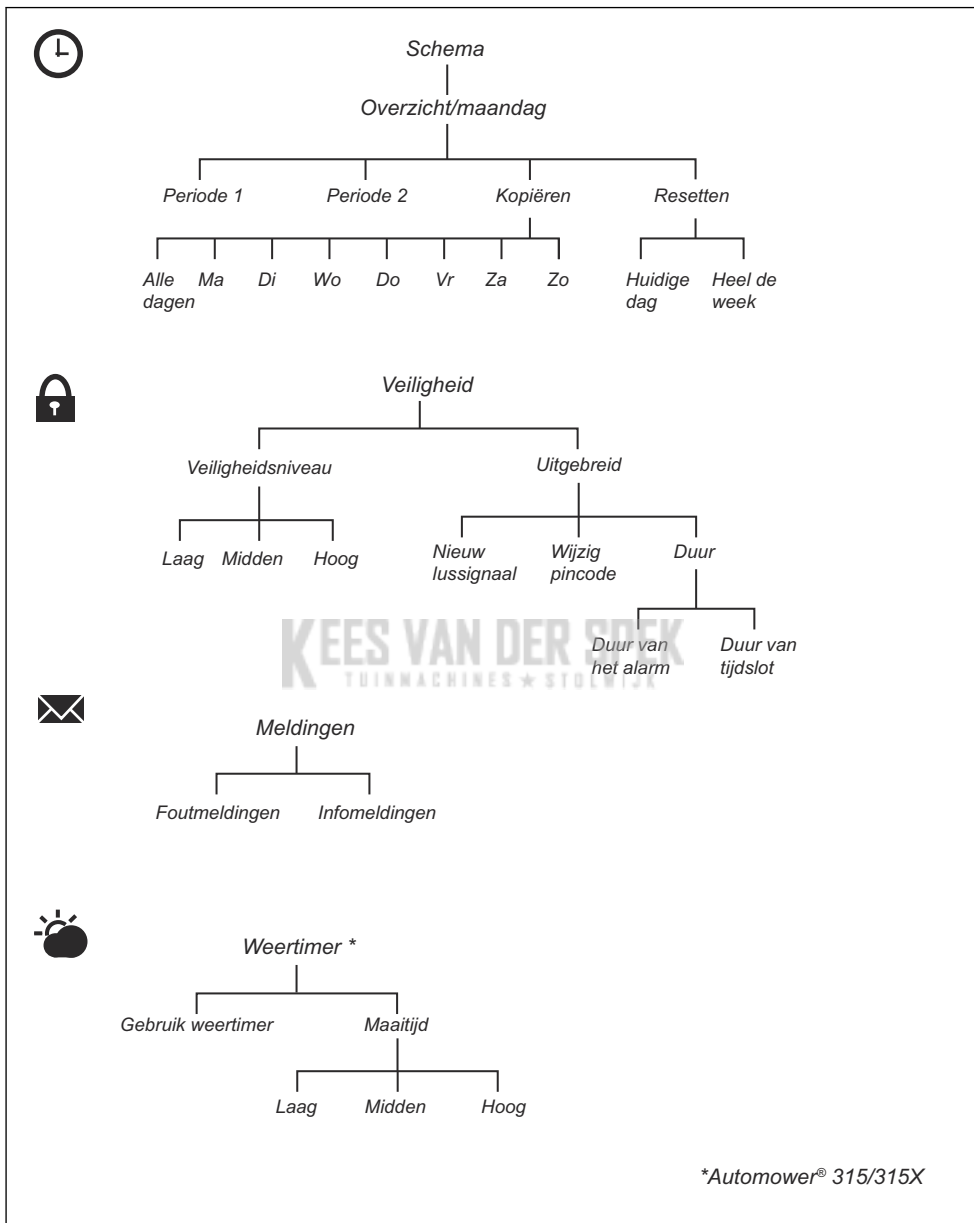 Schema
Overzicht/maandag
Periode 1 Periode 2 Kopiëren Resetten
Alle dagen Ma Di Wo Do Vr Za Zo Huidige dag Heel de week
Veiligheid
Veiligheidsniveau Uitgebreid
Laag Midden Hoog Nieuw lussignaal Wijzig pincode Duur
KEES VAN DER SPEK
TUINMACHINES ★ STOLWIJK
Duur van het alarm Duur van tijdslot
Meldingen
Foutmeldingen Infomeldingen
Weertimer *
Gebruik weertimer Maaitijd
Laag Midden Hoog
*Automower® 315/315X